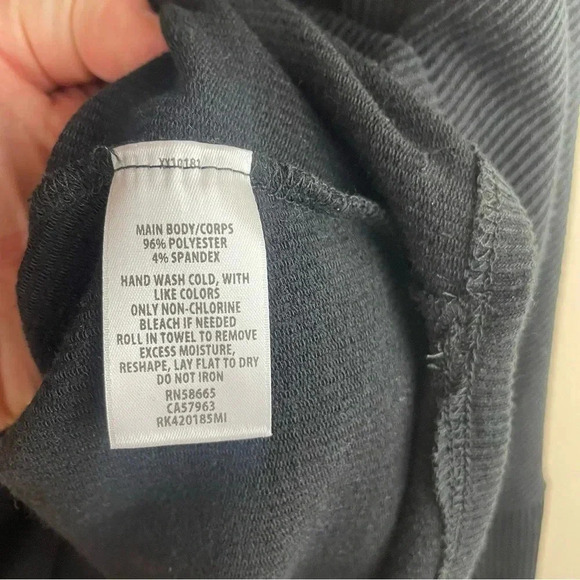 XX10181
MAIN BODY/CORPS
96% POLYESTER
4% SPANDEX
HAND WASH COLD, WITH
LIKE COLORS
ONLY NON-CHLORINE
BLEACH IF NEEDED
ROLL IN TOWEL TO REMOVE
EXCESS MOISTURE,
RESHAPE, LAY FLAT TO DRY
DO NOT IRON
RN58665
CA57963
RK420185MI